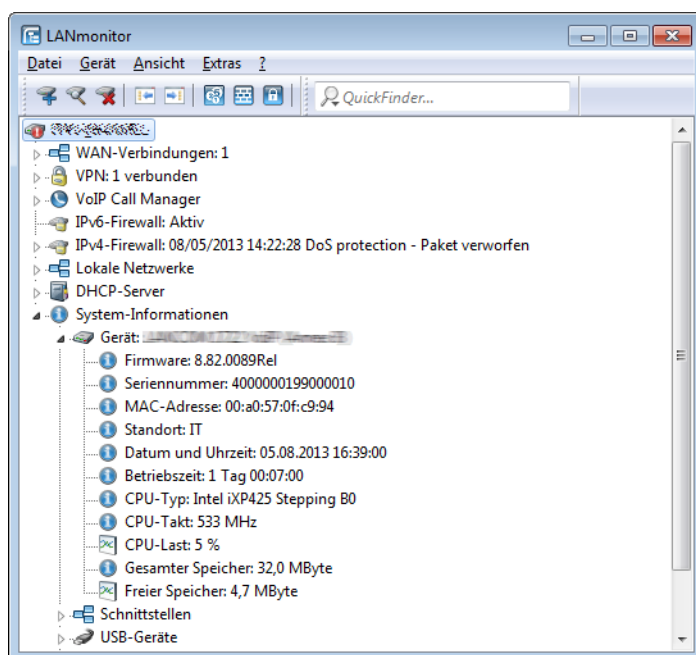 LANmonitor
Datei Gerät Ansicht Extras ?
QuickFinder...
WAN-Verbindungen: 1
VPN: 1 verbunden
VoIP Call Manager
IPv6-Firewall: Aktiv
IPv4-Firewall: 08/05/2013 14:22:28 DoS protection - Paket verworfen
Lokale Netzwerke
DHCP-Server
System-Informationen
Gerät:
Firmware: 8.82.0089Rel
Seriennummer: 4000000199000010
MAC-Adresse: 00:a0:57:0f:c9:94
Standort: IT
Datum und Uhrzeit: 05.08.2013 16:39:00
Betriebszeit: 1 Tag 00:07:00
CPU-Typ: Intel iXP425 Stepping B0
CPU-Takt: 533 MHz
CPU-Last: 5 %
Gesamter Speicher: 32,0 MByte
Freier Speicher: 4,7 MByte
Schnittstellen
USB-Geräte